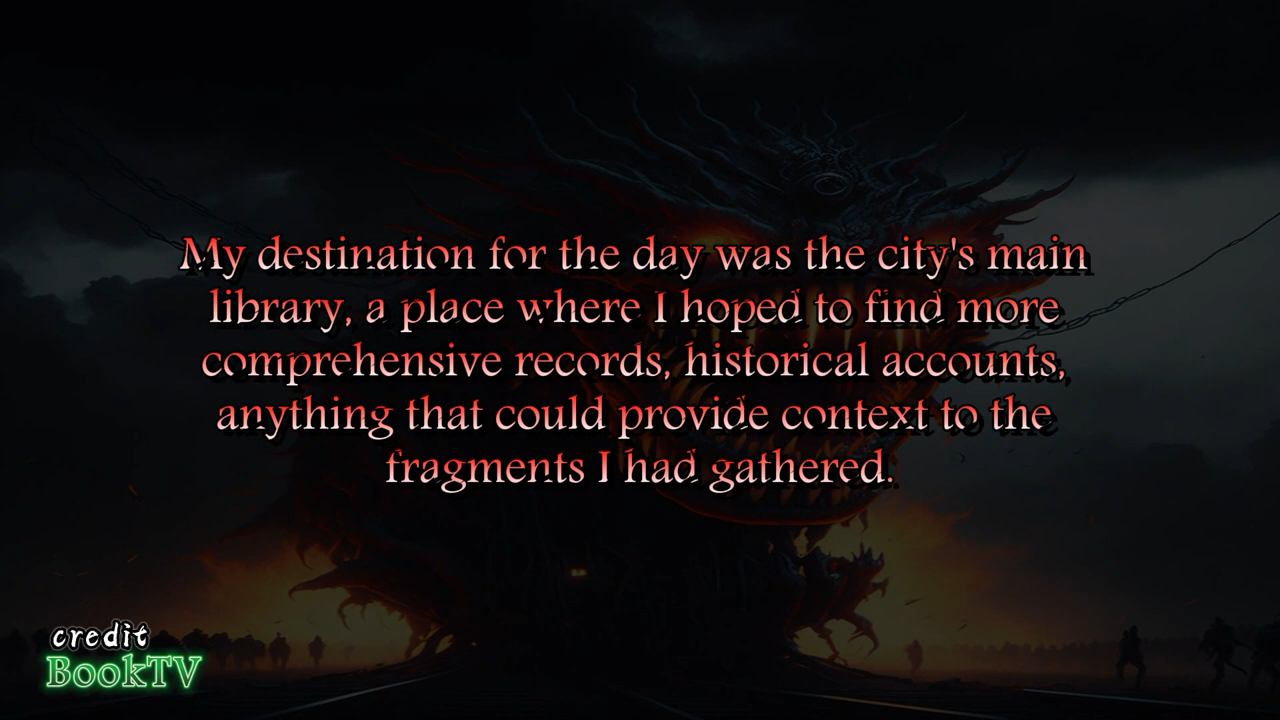 My destination for the day was the city's main
library, a place where I hoped to find more
comprehensive records, historical accounts,
anything that could provide context to the
fragments I had gathered.
credit
BookTV